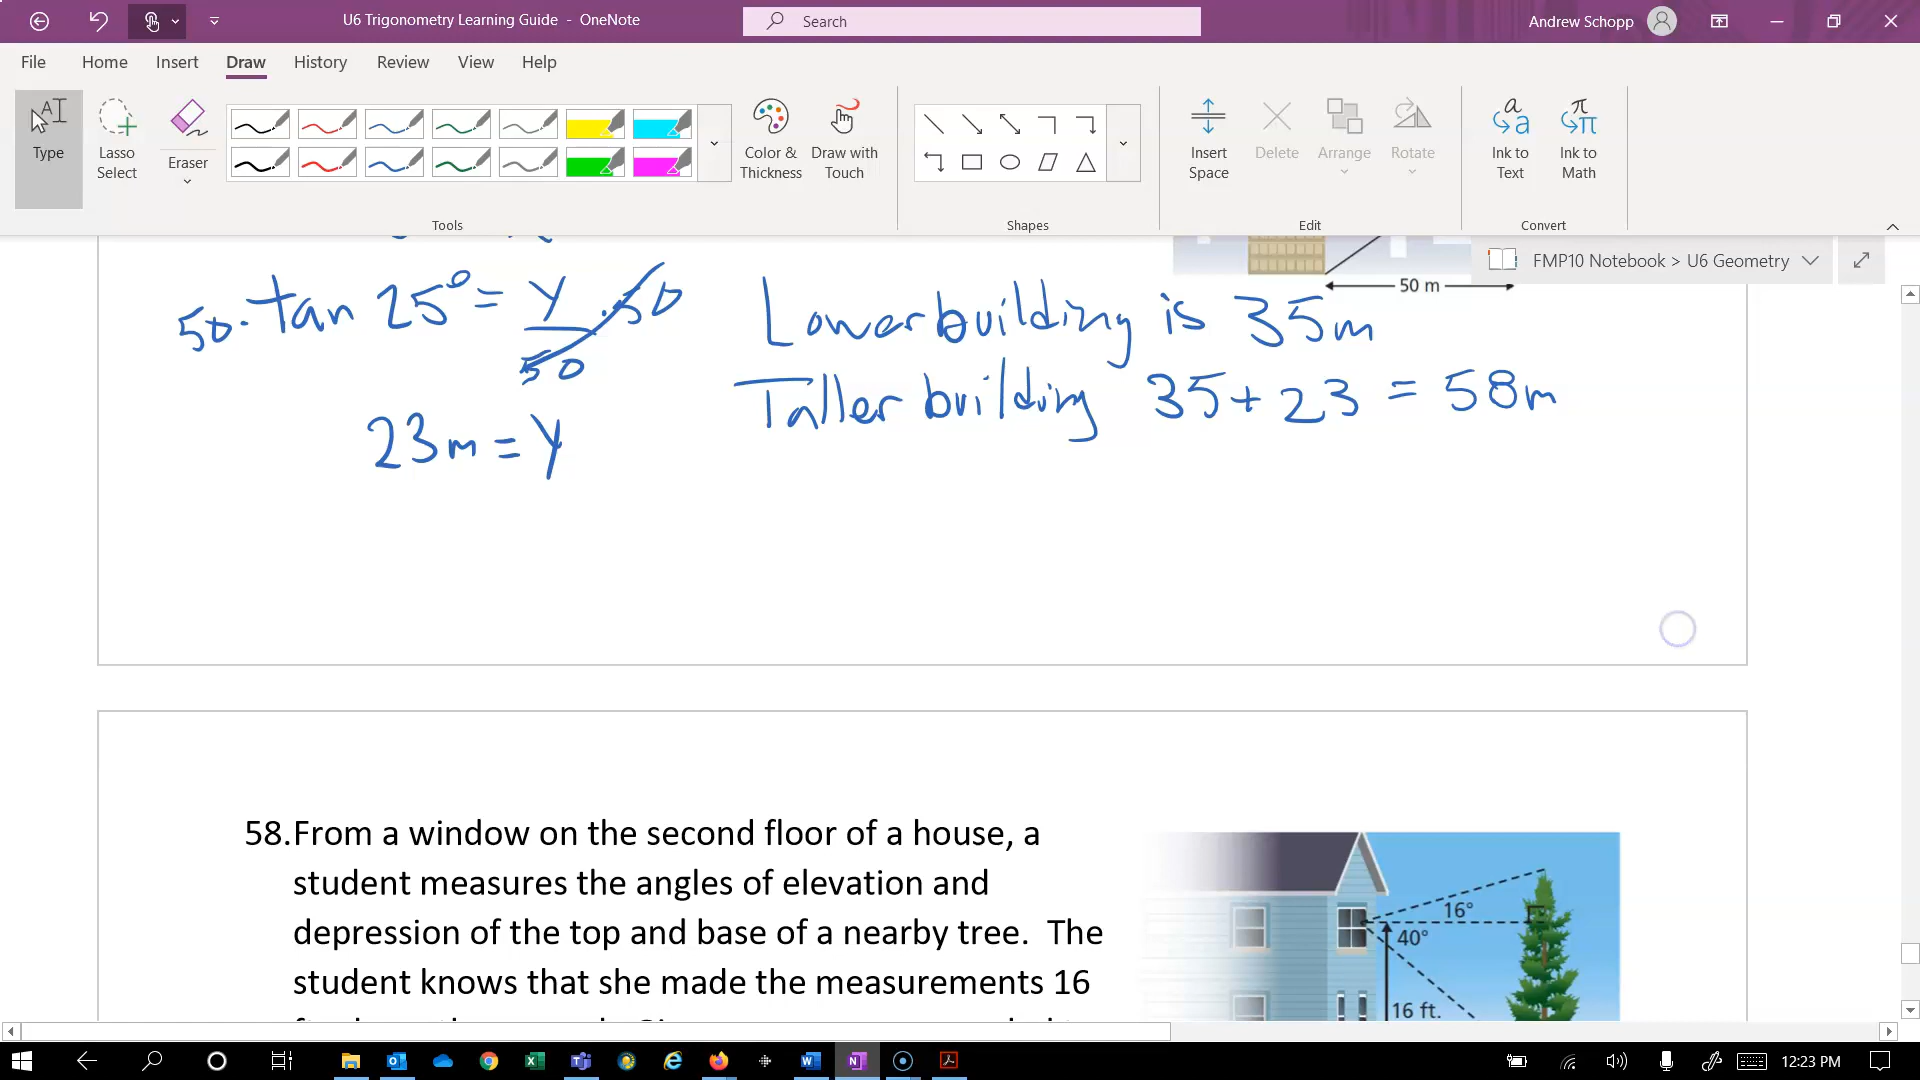 U6 Trigonometry Learning Guide - OneNote
Search
Andrew Schopp
File Home Insert Draw History Review View Help
Type
Lasso Select
Eraser
Color & Thickness
Draw with Touch
Insert Space
Delete
Arrange
Rotate
Ink to Text
Ink to Math
Tools
Shapes
Edit
Convert
FMP10 Notebook > U6 Geometry
50 m
50· tan 25° = y/50 · 50
23m = y
Lower building is 35m
Taller building 35 + 23 = 58m
58. From a window on the second floor of a house, a
student measures the angles of elevation and
depression of the top and base of a nearby tree. The
student knows that she made the measurements 16
16°
40°
16 ft.
12:23 PM